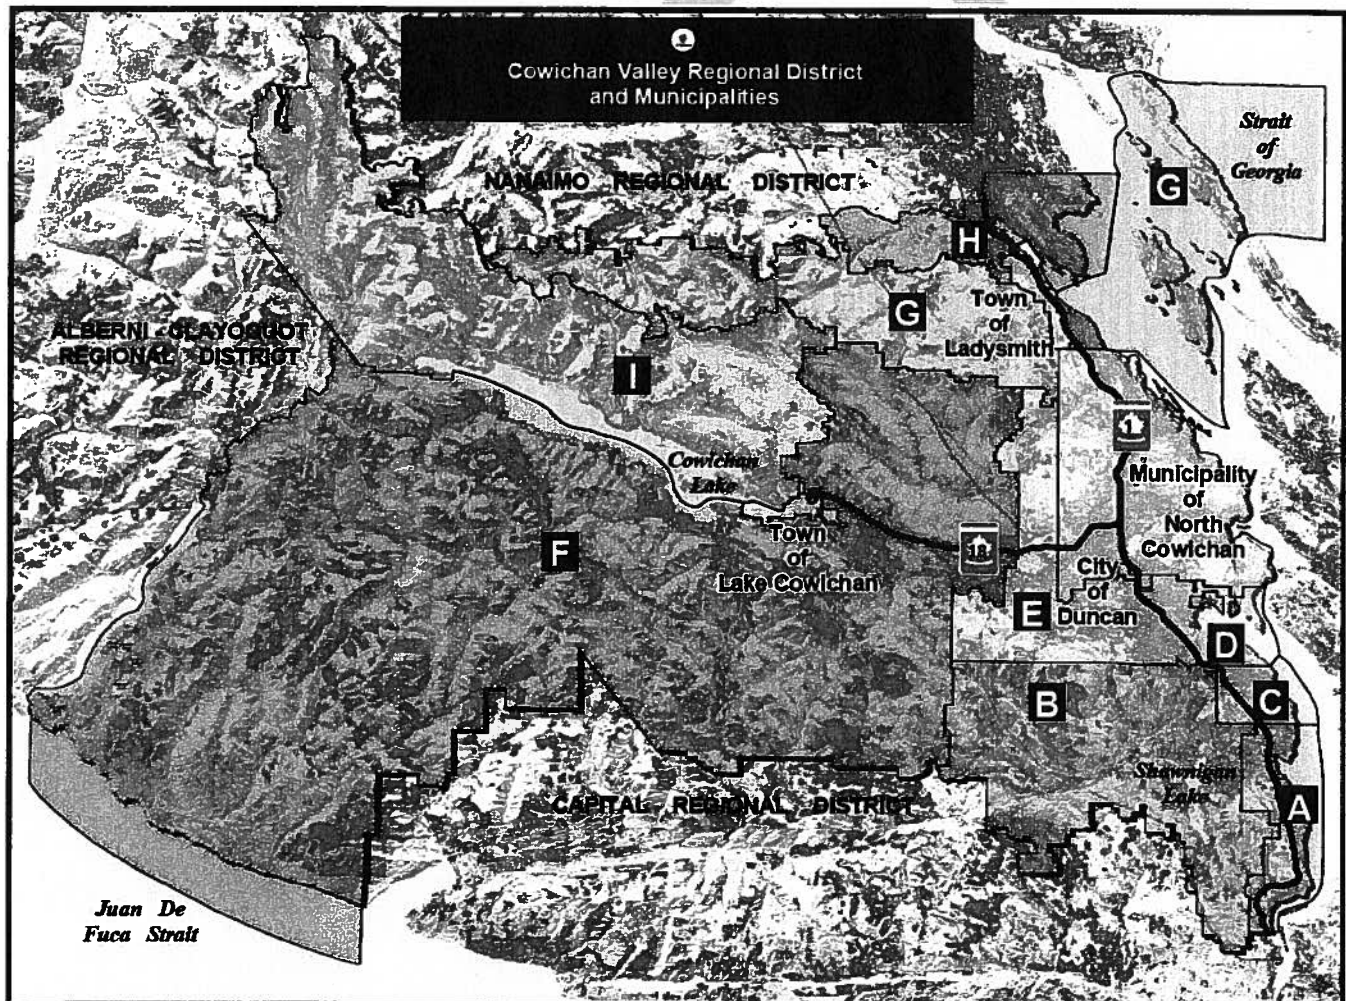 Cowichan Valley Regional District
and Municipalities
Strait
of
Georgia
NANAIMO REGIONAL DISTRICT
G
H
G
Town
of
Ladysmith
ALBERNI - CLAYOQUOT
REGIONAL DISTRICT
I
1
Cowichan
Lake
Municipality
of
North
Cowichan
Town
of
Lake Cowichan
18
F
City
of
Duncan
E
D
B
C
Shawnigan
Lake
A
CAPITAL REGIONAL DISTRICT
Juan De
Fuca Strait